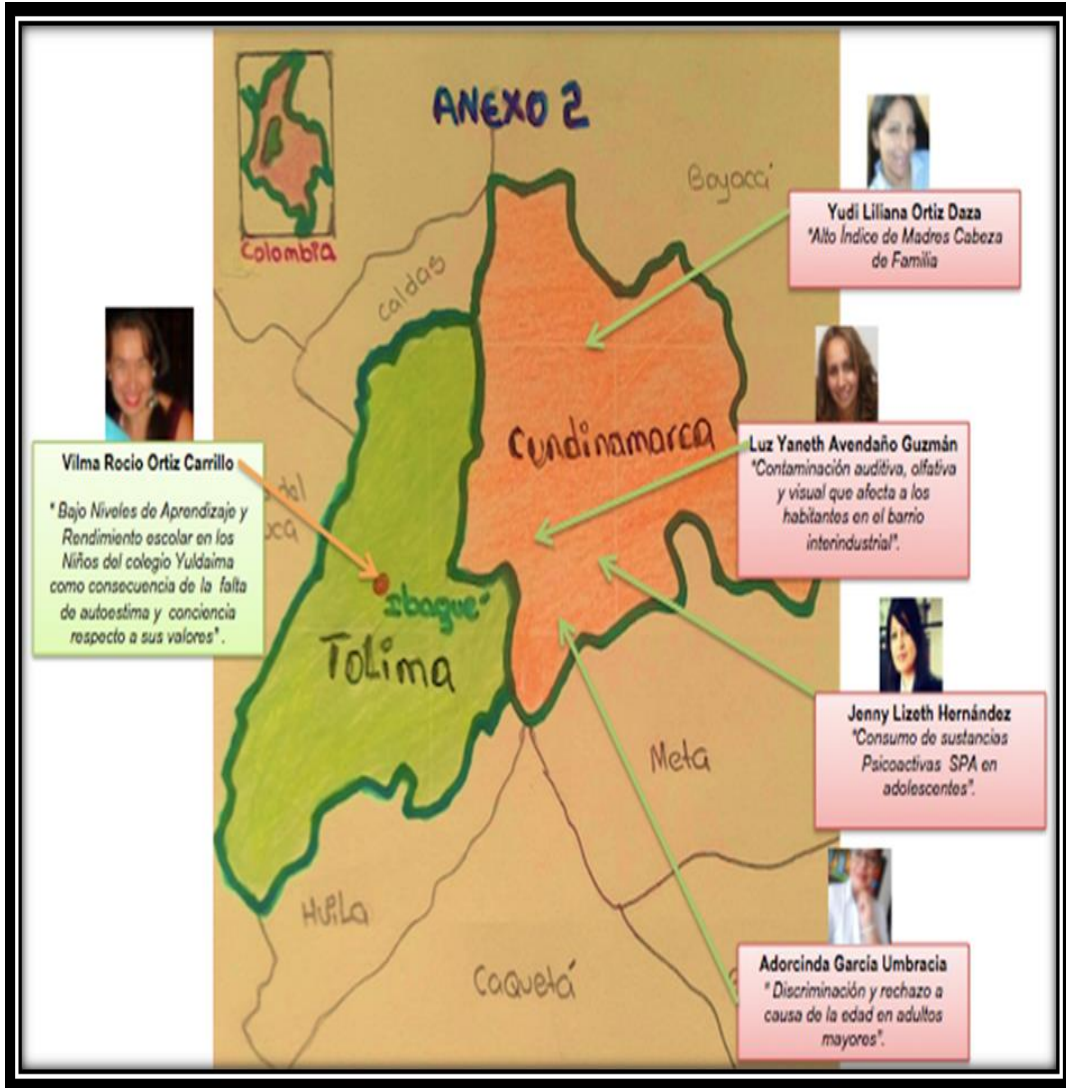 ANEXO 2
Colombia
Boyacá
Caldas
Cundinamarca
Ibague
Tolima
Meta
Huila
Caquetá
Yudi Liliana Ortiz Daza
"Alto Índice de Madres Cabeza
de Familia
Luz Yaneth Avendaño Guzmán
"Contaminación auditiva, olfativa
y visual que afecta a los
habitantes en el barrio
interindustrial".
Vilma Rocio Ortiz Carrillo
" Bajo Niveles de Aprendizaje y
Rendimiento escolar en los
Niños del colegio Yuldaima
como consecuencia de la falta
de autoestima y conciencia
respecto a sus valores" .
Jenny Lizeth Hernández
"Consumo de sustancias
Psicoactivas SPA en
adolescentes".
Adorcinda García Umbracia
" Discriminación y rechazo a
causa de la edad en adultos
mayores".